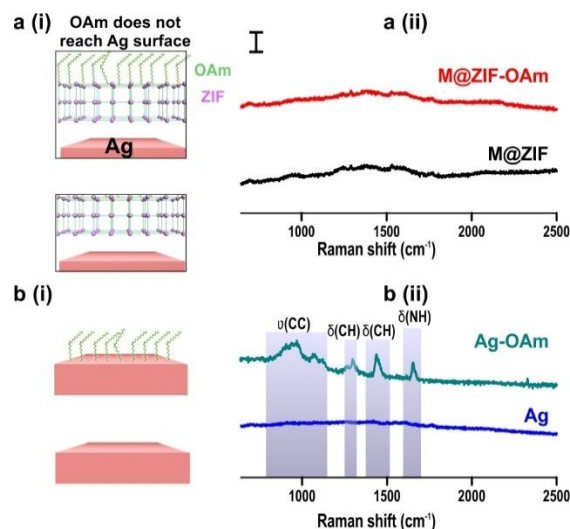 a (i)
OAm does not
reach Ag surface
OAm
ZIF
Ag
a (ii)
M@ZIF-OAm
M@ZIF
1000 1500 2000 2500
Raman shift (cm⁻¹)
b (i)
b (ii)
υ(CC)
δ(CH) δ(CH)
δ(NH)
Ag-OAm
Ag
1000 1500 2000 2500
Raman shift (cm⁻¹)